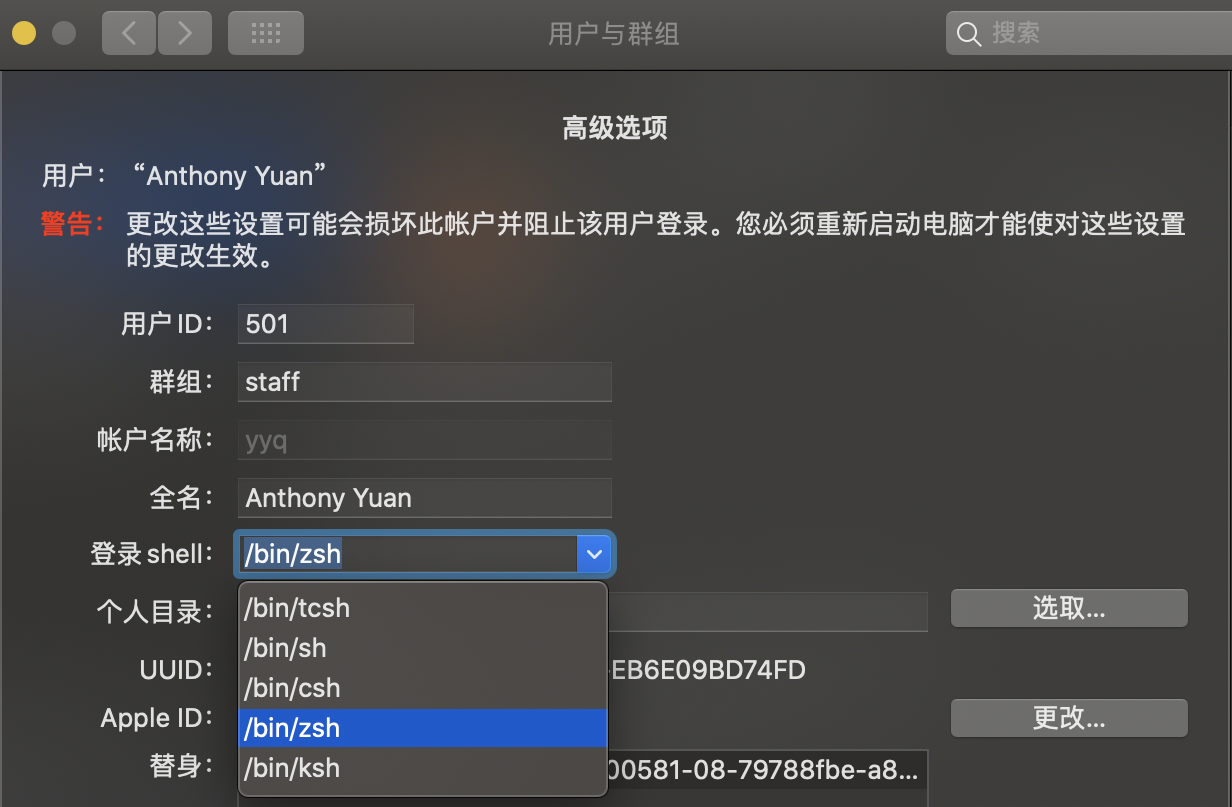 用户与群组
搜索
高级选项
用户： “Anthony Yuan”
警告： 更改这些设置可能会损坏此帐户并阻止该用户登录。您必须重新启动电脑才能使对这些设置
的更改生效。
用户 ID： 501
群组： staff
帐户名称： yyq
全名： Anthony Yuan
登录 shell： /bin/zsh
/bin/tcsh
/bin/sh
/bin/csh
/bin/zsh
/bin/ksh
个人目录： 选取...
UUID： -EB6E09BD74FD
Apple ID： 更改...
替身： 00581-08-79788fbe-a8...